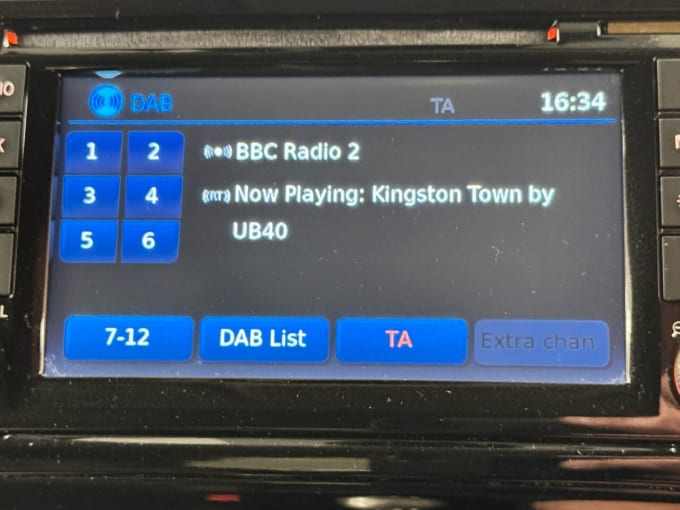 DAB TA 16:34
1 2 BBC Radio 2
3 4 Now Playing: Kingston Town by
5 6 UB40
7-12 DAB List TA Extra chan.